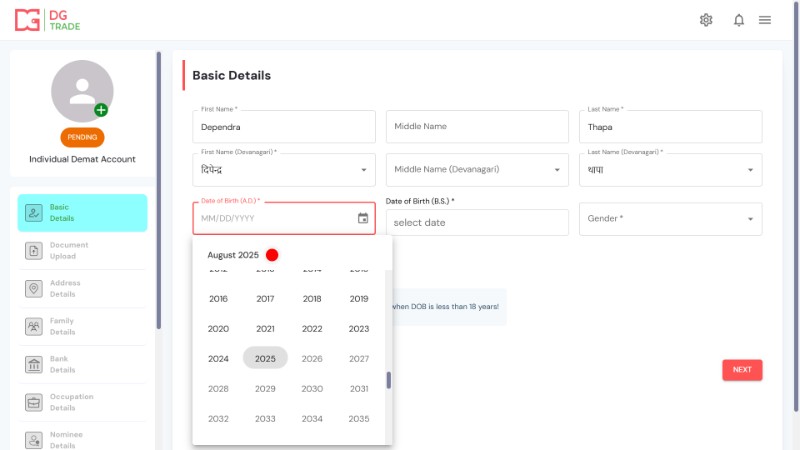 DG
TRADE
PENDING
Individual Demat Account
Basic
Details
Document
Upload
Address
Details
Family
Details
Bank
Details
Occupation
Details
Nominee
Details
Basic Details
First Name *
Dependra
Middle Name
Last Name *
Thapa
First Name (Devanagari) *
दिपेन्द्र
Middle Name (Devanagari)
Last Name (Devanagari) *
थापा
Date of Birth (A.D.) *
MM/DD/YYYY
Date of Birth (B.S.) *
select date
Gender *
August 2025
2016 2017 2018 2019
2020 2021 2022 2023
2024 2025 2026 2027
2028 2029 2030 2031
2032 2033 2034 2035
when DOB is less than 18 years!
NEXT